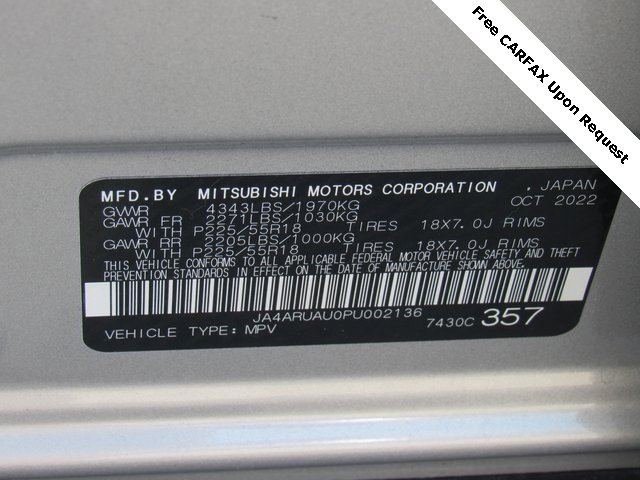 Free CARFAX Upon Request
MFD.BY MITSUBISHI MOTORS CORPORATION . JAPAN
GVWR 4343LBS/1970KG OCT 2022
GAWR FR 2271LBS/1030KG
WITH P225/55R18 TIRES 18X7.0J RIMS
GAWR RR 2205LBS/1000KG
WITH P225/55R18 TIRES 18X7.0J RIMS
THIS VEHICLE CONFORMS TO ALL APPLICABLE FEDERAL MOTOR VEHICLE SAFETY AND THEFT
PREVENTION STANDARDS IN EFFECT ON THE DATE OF MANUFACTURE SHOWN ABOVE.
JA4ARUAU0PU002136 7430C 357
VEHICLE TYPE: MPV